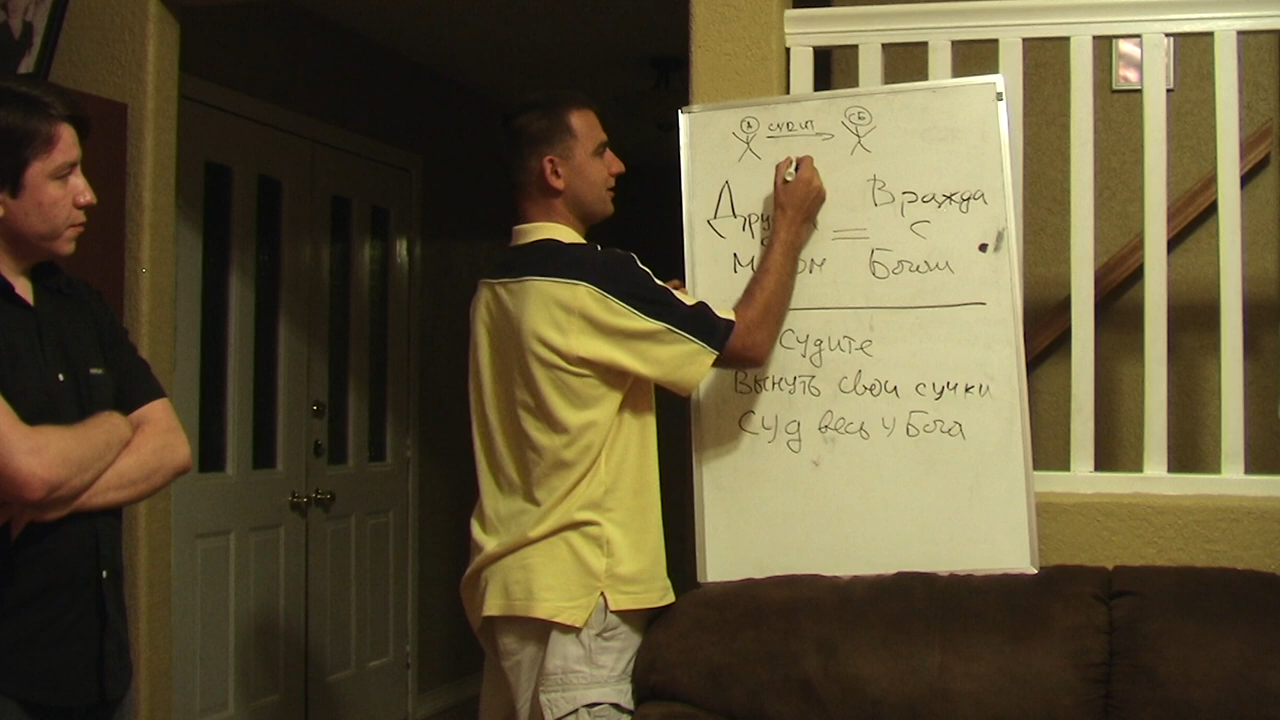 А судит Б
Вражда
= с
Богом
Судите
Вынуть свои сучки
Суд весь у Бога